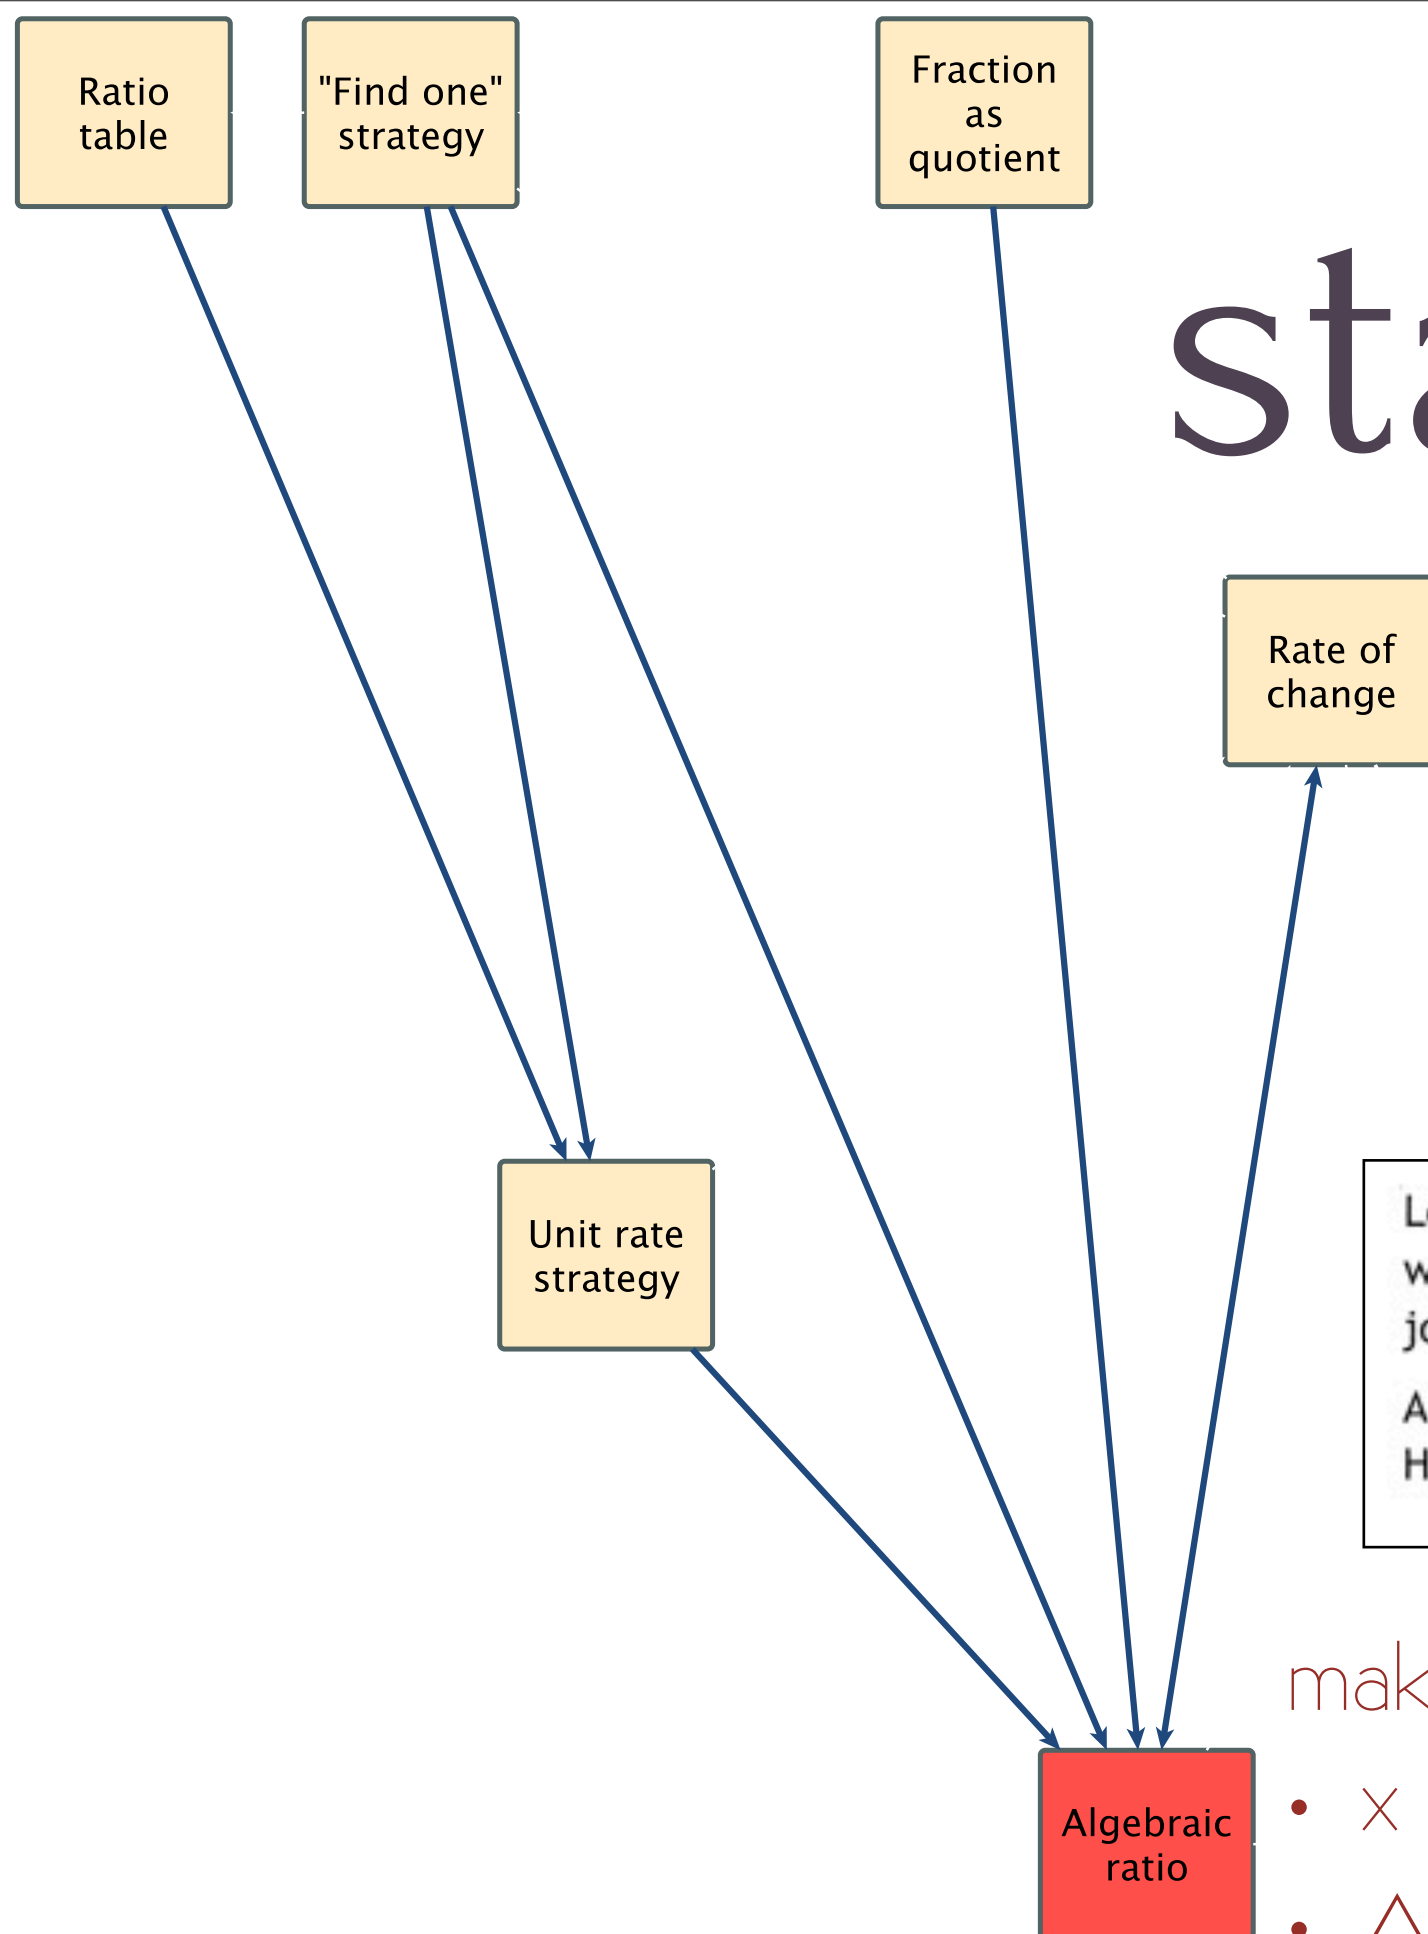 Ratio
table
"Find one"
strategy
Fraction
as
quotient
Rate of
change
Unit rate
strategy
Algebraic
ratio
• x